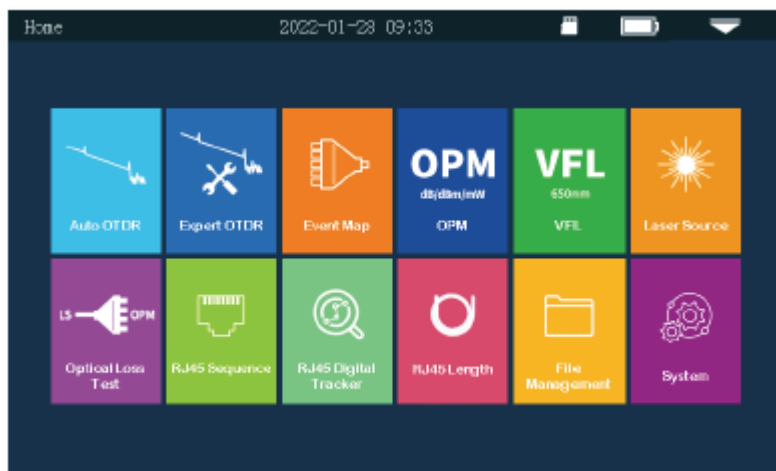 Home 2022-01-28 09:33
OPM
dB/dBm/mW
VFL
650nm
Auto OTDR
Expert OTDR
Event Map
OPM
VFL
Laser Source
LS OPM
Optical Loss
Test
RJ45 Sequence
RJ45 Digital
Tracker
RJ45 Length
File
Management
System